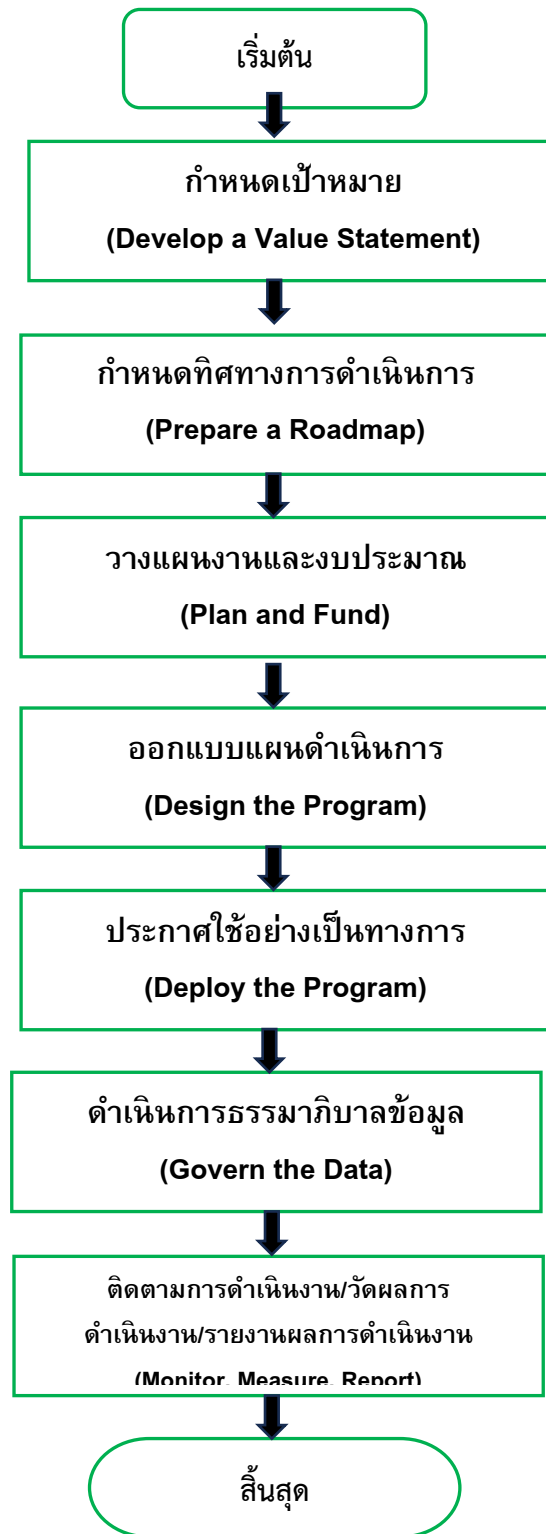 เริ่มต้น
กำหนดเป้าหมาย
(Develop a Value Statement)
กำหนดทิศทางการดำเนินการ
(Prepare a Roadmap)
วางแผนงานและงบประมาณ
(Plan and Fund)
ออกแบบแผนดำเนินการ
(Design the Program)
ประกาศใช้อย่างเป็นทางการ
(Deploy the Program)
ดำเนินการธรรมาภิบาลข้อมูล
(Govern the Data)
ติดตามการดำเนินงาน/วัดผลการ
ดำเนินงาน/รายงานผลการดำเนินงาน
(Monitor, Measure, Report)
สิ้นสุด